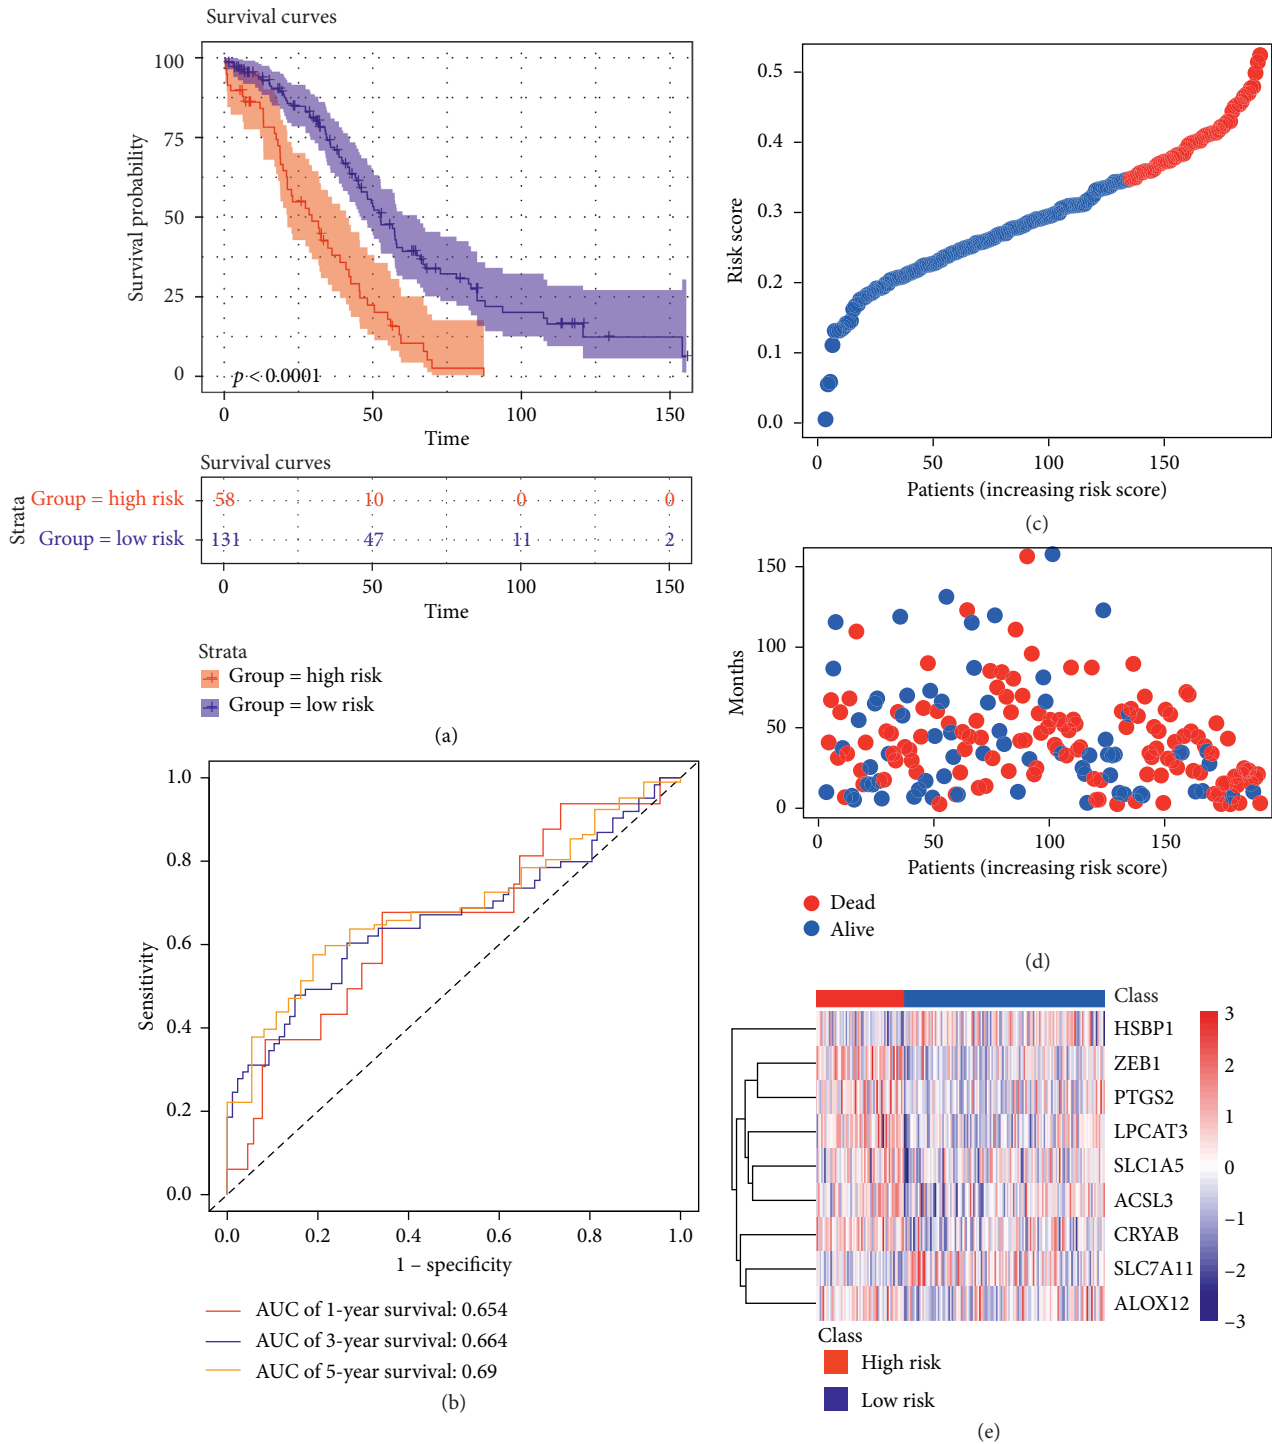 Survival curves
100
75
50
25
0
Survival probability
p < 0.0001
0 50 100 150
Time
Survival curves
Strata
Group = high risk 58 10 0 0
Group = low risk 131 47 11 2
0 50 100 150
Time
Strata
Group = high risk
Group = low risk
(a)
1.0
0.8
0.6
0.4
0.2
0.0
Sensitivity
0.0 0.2 0.4 0.6 0.8 1.0
1 – specificity
AUC of 1-year survival: 0.654
AUC of 3-year survival: 0.664
AUC of 5-year survival: 0.69
(b)
0.5
0.4
0.3
0.2
0.1
0.0
Risk score
0 50 100 150
Patients (increasing risk score)
(c)
150
100
50
0
Months
0 50 100 150
Patients (increasing risk score)
Dead
Alive
(d)
Class
HSBP1
ZEB1
PTGS2
LPCAT3
SLC1A5
ACSL3
CRYAB
SLC7A11
ALOX12
3
2
1
0
–1
–2
–3
Class
High risk
Low risk
(e)